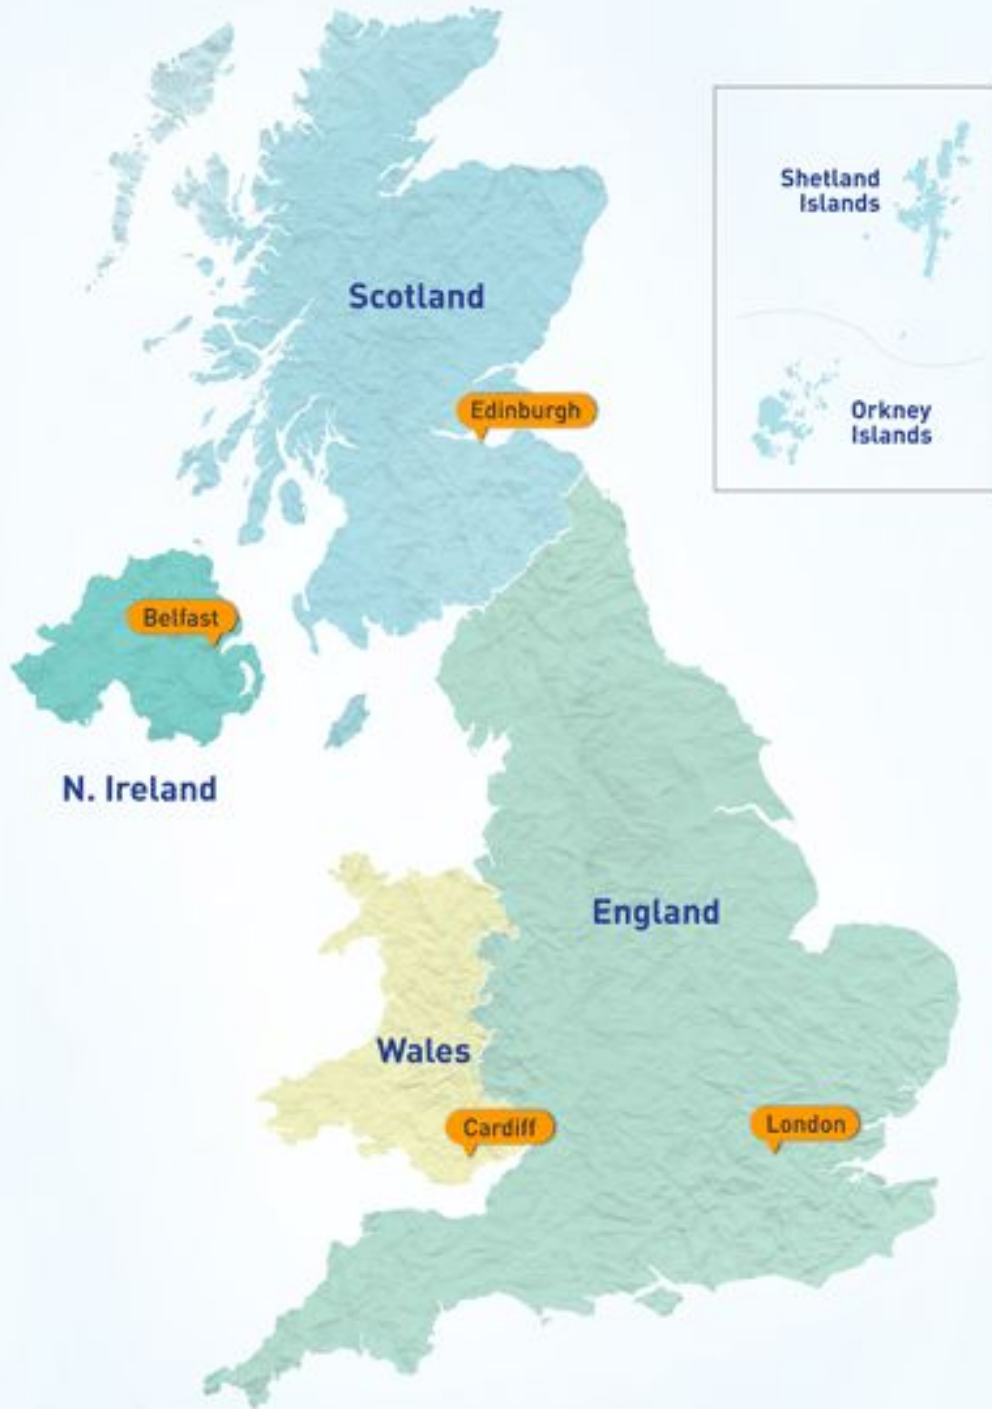 Shetland
Islands
Scotland
Edinburgh
Orkney
Islands
Belfast
N. Ireland
England
Wales
Cardiff
London